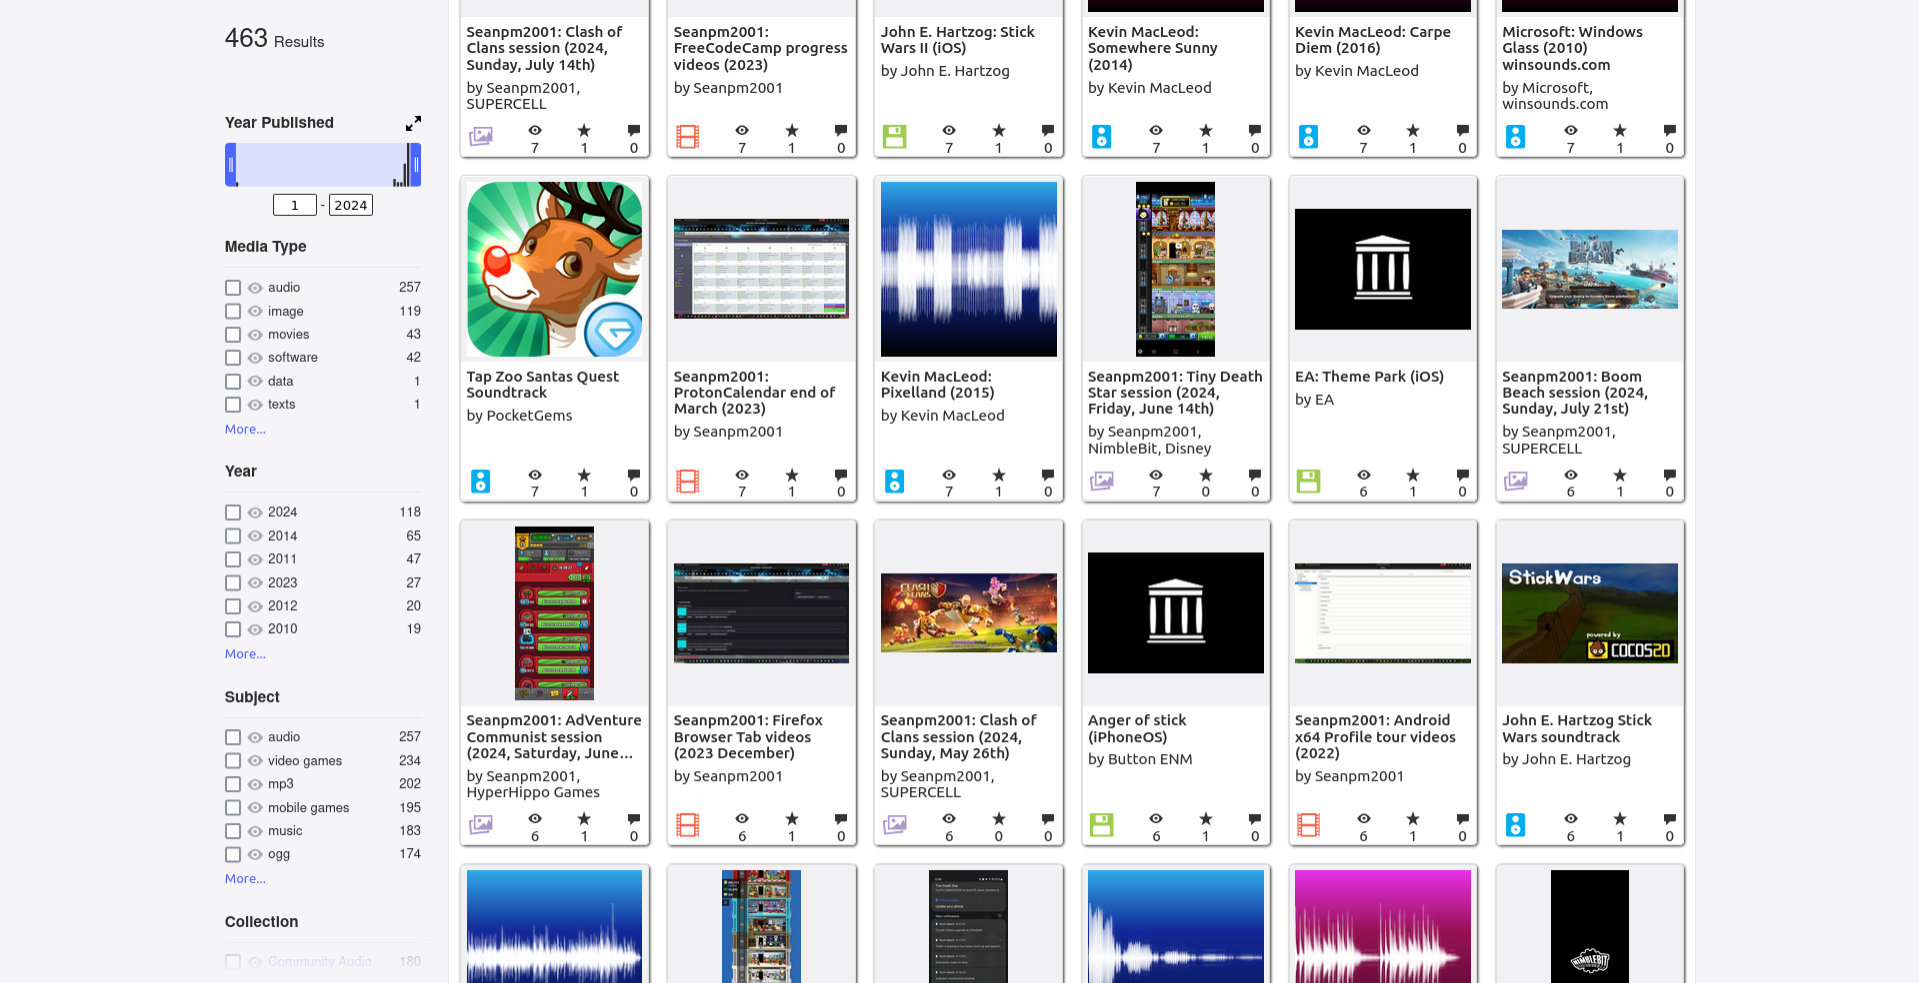 463 Results
Year Published
1 - 2024
Media Type
audio 257
image 119
movies 43
software 42
data 1
texts 1
More...
Year
2024 118
2014 65
2011 47
2023 27
2012 20
2010 19
More...
Subject
audio 257
video games 234
mp3 202
mobile games 195
music 183
ogg 174
More...
Collection
Community Audio 180
Seanpm2001: Clash of
Clans session (2024,
Sunday, July 14th)
by Seanpm2001,
SUPERCELL
7 1 0
Seanpm2001:
FreeCodeCamp progress
videos (2023)
by Seanpm2001
7 1 0
John E. Hartzog: Stick
Wars II (iOS)
by John E. Hartzog
7 1 0
Kevin MacLeod:
Somewhere Sunny
(2014)
by Kevin MacLeod
7 1 0
Kevin MacLeod: Carpe
Diem (2016)
by Kevin MacLeod
7 1 0
Microsoft: Windows
Glass (2010)
winsounds.com
by Microsoft,
winsounds.com
7 1 0
Tap Zoo Santas Quest
Soundtrack
by PocketGems
7 1 0
Seanpm2001:
ProtonCalendar end of
March (2023)
by Seanpm2001
7 1 0
Kevin MacLeod:
Pixelland (2015)
by Kevin MacLeod
7 1 0
Seanpm2001: Tiny Death
Star session (2024,
Friday, June 14th)
by Seanpm2001,
NimbleBit, Disney
7 0 0
EA: Theme Park (iOS)
by EA
6 1 0
BOOM
BEACH
Seanpm2001: Boom
Beach session (2024,
Sunday, July 21st)
by Seanpm2001,
SUPERCELL
6 1 0
Seanpm2001: AdVenture
Communist session
(2024, Saturday, June...
by Seanpm2001,
HyperHippo Games
6 1 0
Seanpm2001: Firefox
Browser Tab videos
(2023 December)
by Seanpm2001
6 1 0
CLASH
CLANS
Seanpm2001: Clash of
Clans session (2024,
Sunday, May 26th)
by Seanpm2001,
SUPERCELL
6 0 0
Anger of stick
(iPhoneOS)
by Button ENM
6 1 0
Seanpm2001: Android
x64 Profile tour videos
(2022)
by Seanpm2001
6 1 0
StickWars
powered by
COCOS2D
John E. Hartzog Stick
Wars soundtrack
by John E. Hartzog
6 1 0
NIMBLEBIT